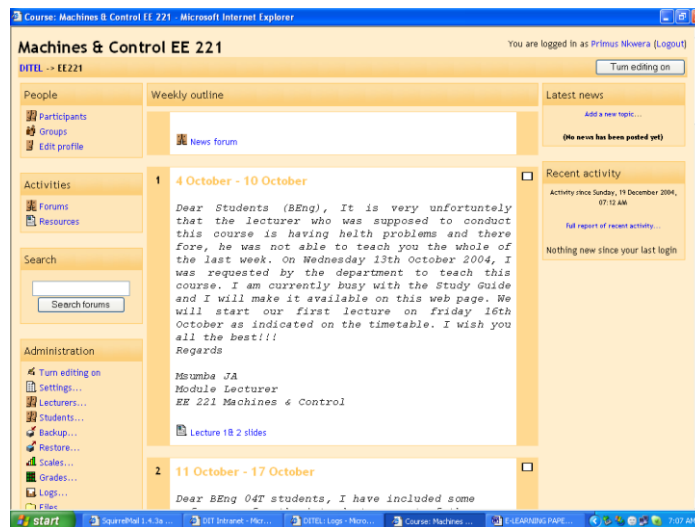 Course: Machines & Control EE 221 - Microsoft Internet Explorer
Machines & Control EE 221
You are logged in as Primus Nkwera (Logout)
DITEL -> EE221
Turn editing on
People
Participants
Groups
Edit profile
Activities
Forums
Resources
Search
Search forums
Administration
Turn editing on
Settings...
Lecturers...
Students...
Backup...
Restore...
Scales...
Grades...
Logs...
Files
Weekly outline
News forum
1
4 October - 10 October
Dear Students (BEng), It is very unfortuntely
that the lecturer who was supposed to conduct
this course is having helth problems and there
fore, he was not able to teach you the whole of
the last week. On Wednesday 13th October 2004, I
was requested by the department to teach this
course. I am currently busy with the Study Guide
and I will make it available on this web page. We
will start our first lecture on friday 16th
October as indicated on the timetable. I wish you
all the best!!!
Regards
Msumba JA
Module Lecturer
EE 221 Machines & Control
Lecture 1& 2 slides
2
11 October - 17 October
Dear BEng 04T students, I have included some
Latest news
Add a new topic...
(No news has been posted yet)
Recent activity
Activity since Sunday, 19 December 2004,
07:12 AM
full report of recent activity...
Nothing new since your last login
start
SquirrelMail 1.4.3a ...
DIT Intranet - Micr...
DITEL: Logs - Micro...
Course: Machines ...
E-LEARNING PAPE...
7:07 AM